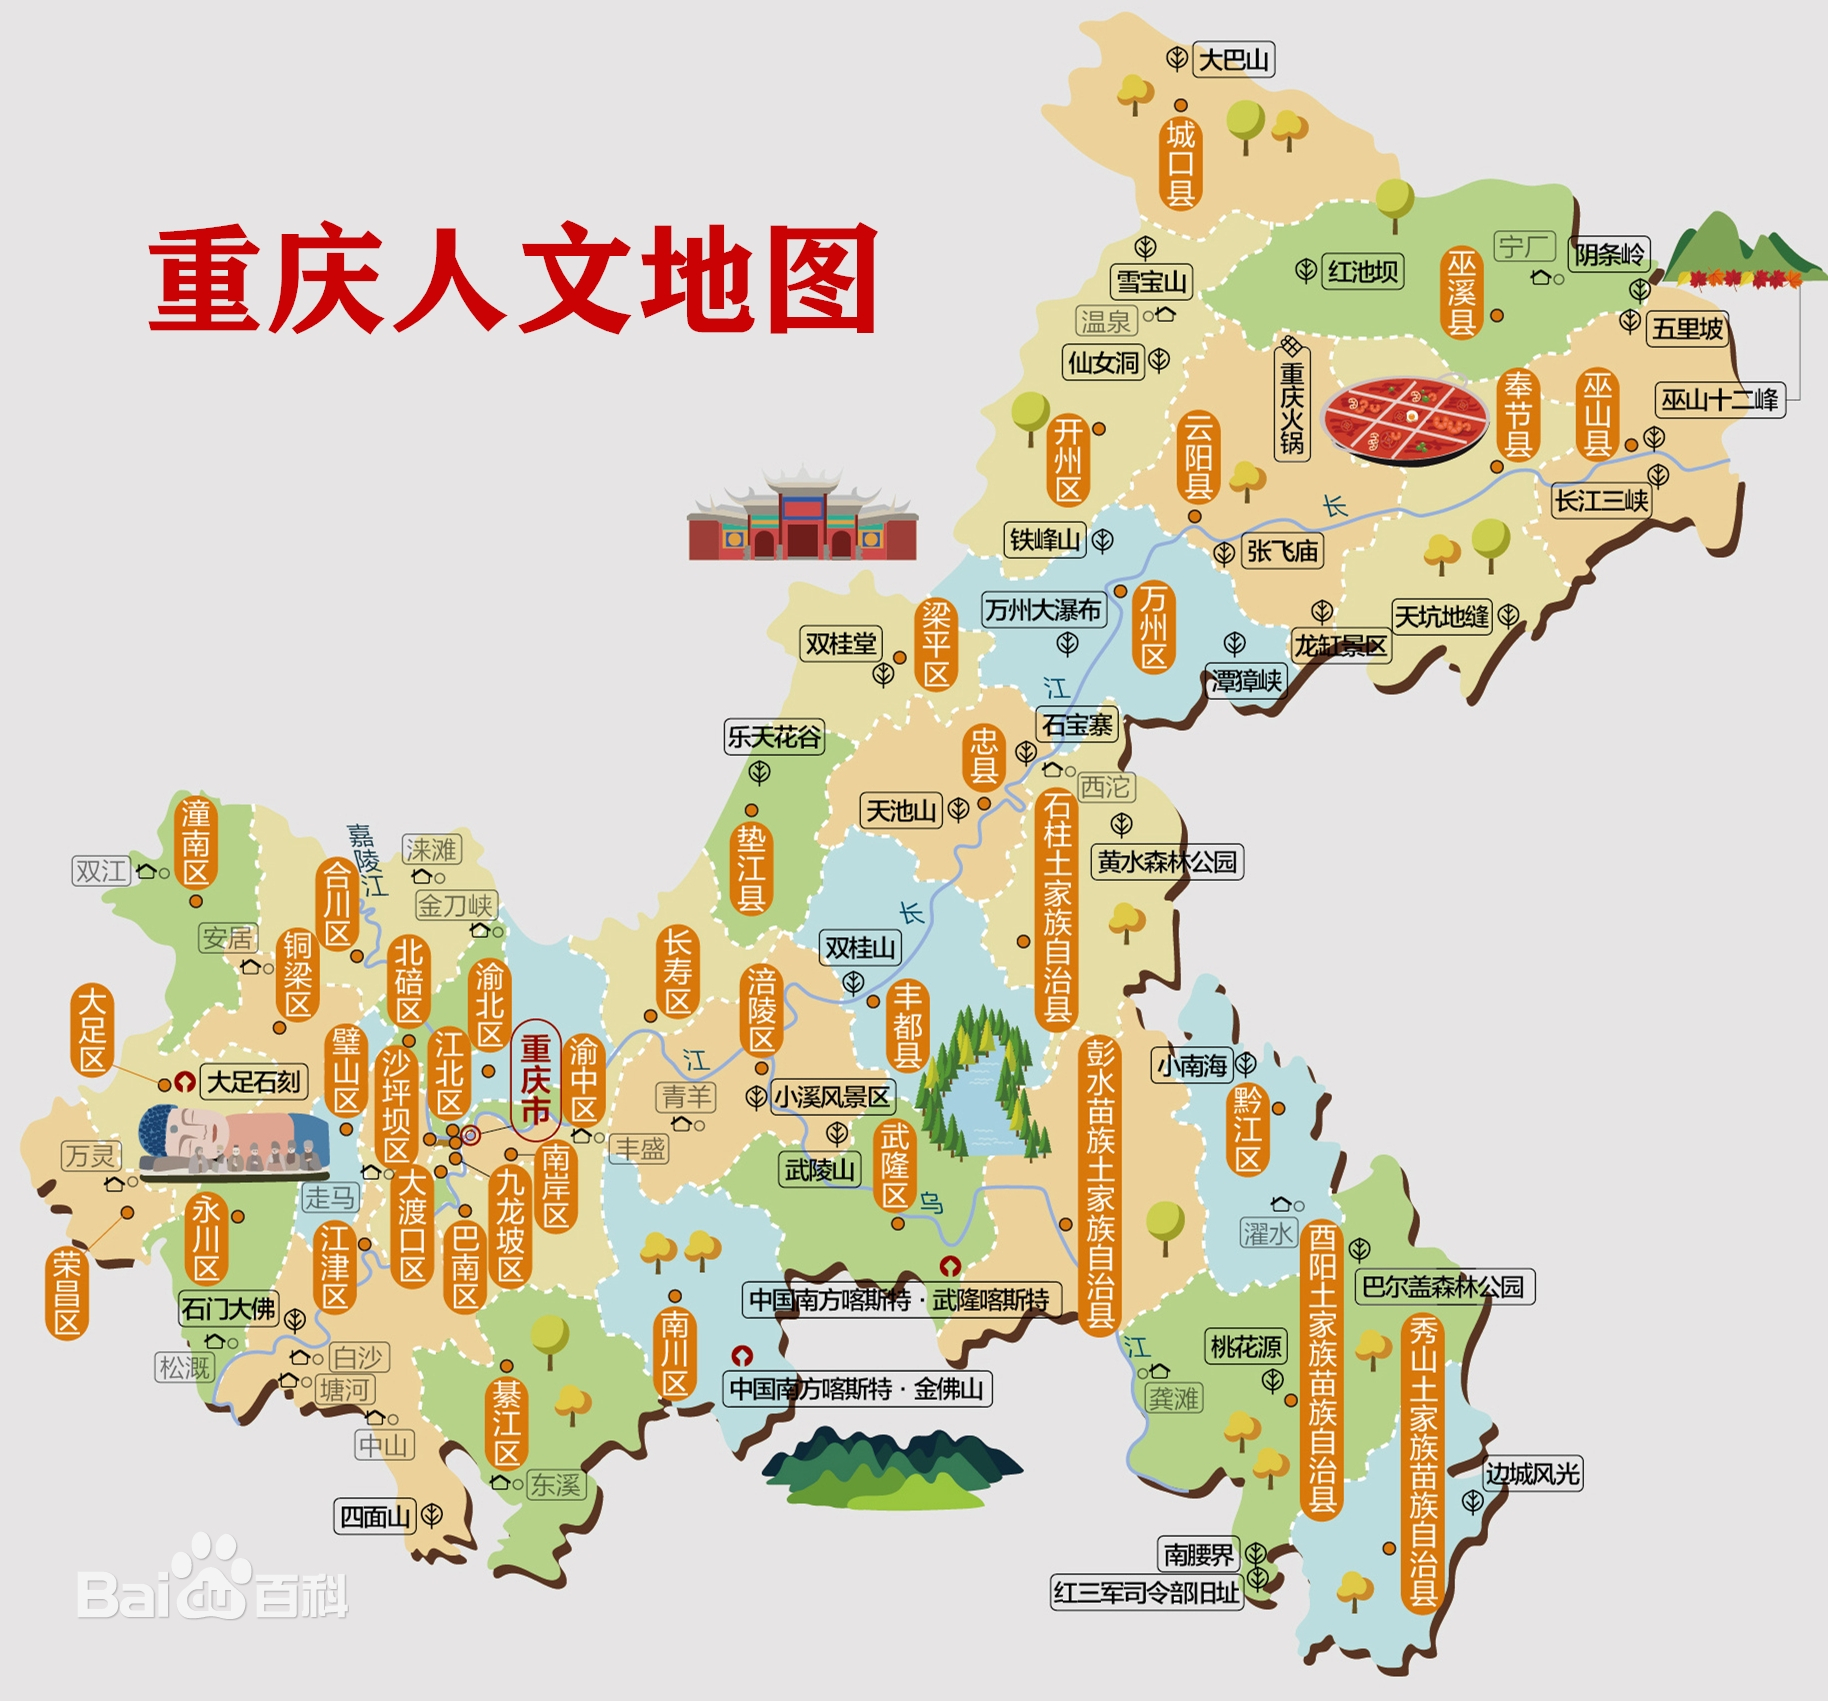 重庆人文地图
大巴山
城口县
雪宝山
温泉
仙女洞
红池坝
巫溪县
宁厂
阴条岭
五里坡
巫山十二峰
重庆火锅
奉节县
巫山县
开州区
云阳县
长江三峡
长
铁峰山
张飞庙
万州大瀑布
万州区
龙缸景区
天坑地缝
潭獐峡
梁平区
双桂堂
江
石宝寨
忠县
西沱
乐天花谷
天池山
垫江县
石柱土家族自治县
黄水森林公园
潼南区
双江
嘉陵江
涞滩
合川区
金刀峡
安居
铜梁区
北碚区
渝北区
长寿区
长
双桂山
涪陵区
丰都县
大足区
大足石刻
璧山区
沙坪坝区
江北区
重庆市
渝中区
江
青羊
小溪风景区
彭水苗族土家族自治县
小南海
黔江区
万灵
丰盛
武陵山
武隆区
走马
永川区
大渡口区
九龙坡区
南岸区
乌
濯水
荣昌区
江津区
巴南区
酉阳土家族苗族自治县
巴尔盖森林公园
石门大佛
中国南方喀斯特·武隆喀斯特
南川区
松溉
白沙
塘河
中国南方喀斯特·金佛山
江
桃花源
龚滩
秀山土家族苗族自治县
綦江区
中山
东溪
四面山
边城风光
南腰界
红三军司令部旧址
Bai du 百科